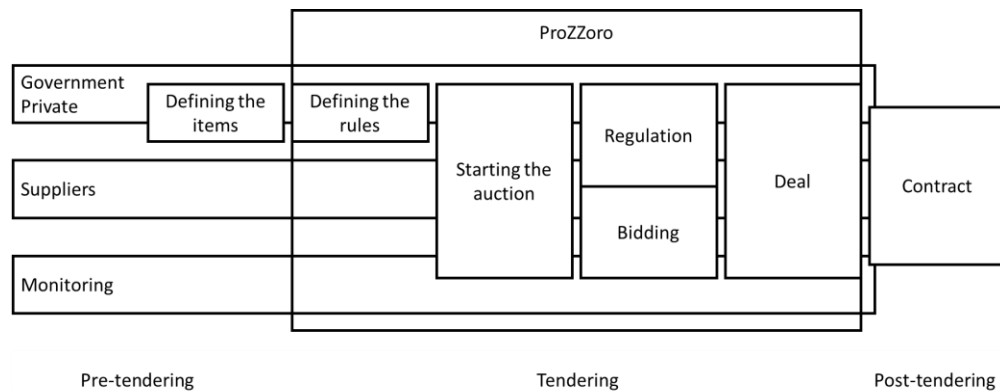 ProZZoro
Government
Private
Defining the
items
Defining the
rules
Starting the
auction
Regulation
Bidding
Deal
Contract
Suppliers
Monitoring
Pre-tendering
Tendering
Post-tendering